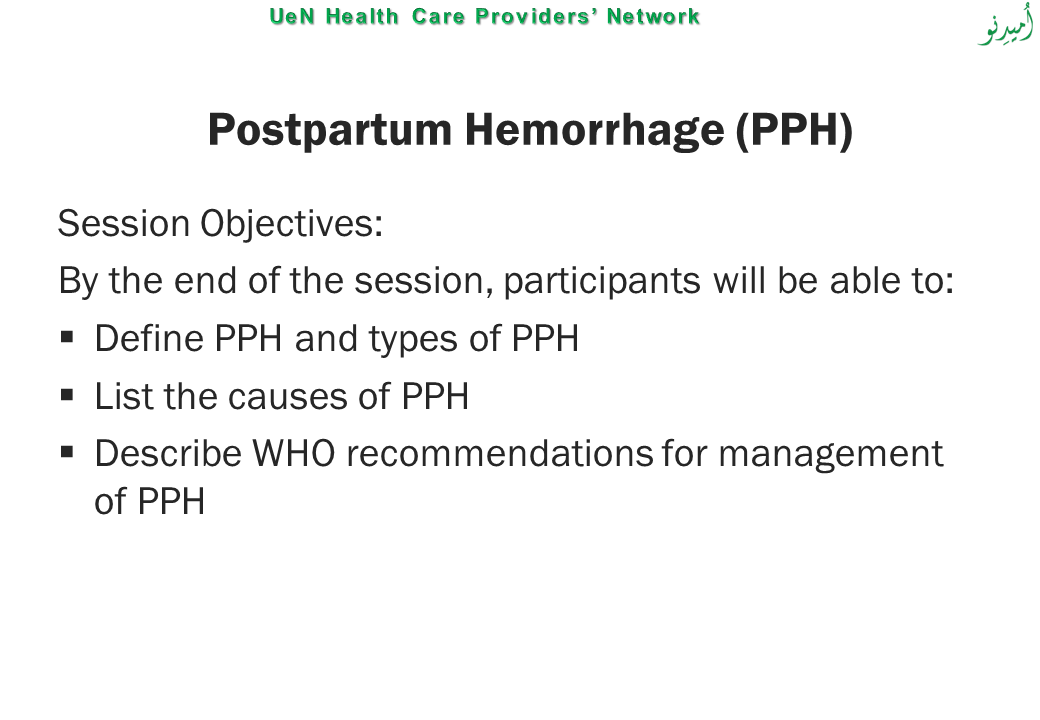 UeN Health Care Providers’ Network
اُميدِنو
Postpartum Hemorrhage (PPH)
Session Objectives:
By the end of the session, participants will be able to:
▪ Define PPH and types of PPH
▪ List the causes of PPH
▪ Describe WHO recommendations for management
of PPH